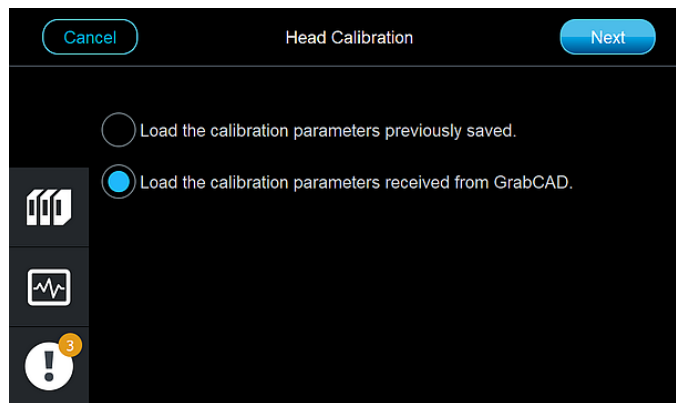 Cancel
Head Calibration
Next
Load the calibration parameters previously saved.
Load the calibration parameters received from GrabCAD.
3